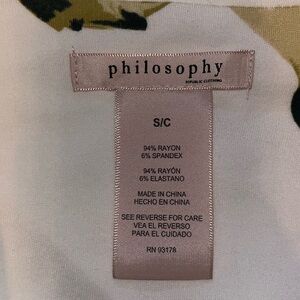 philosophy
REPUBLIC CLOTHING
S/C
94% RAYON
6% SPANDEX
94% RAYÓN
6% ELASTANO
MADE IN CHINA
HECHO EN CHINA
SEE REVERSE FOR CARE
VEA EL REVERSO
PARA EL CUIDADO
RN 93178